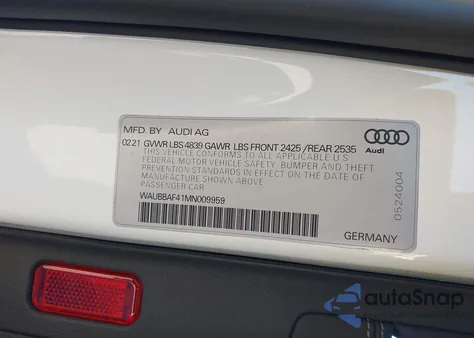 MFD. BY AUDI AG
02.21 GVWR LBS 4839 GAWR LBS FRONT 2425 /REAR 2535
THIS VEHICLE CONFORMS TO ALL APPLICABLE U.S
FEDERAL MOTOR VEHICLE SAFETY, BUMPER AND THEFT
PREVENTION STANDARDS IN EFFECT ON THE DATE OF
MANUFACTURE SHOWN ABOVE
PASSENGER CAR
WAUBBAF41MN009959
Audi
0524004
GERMANY
autoSnap